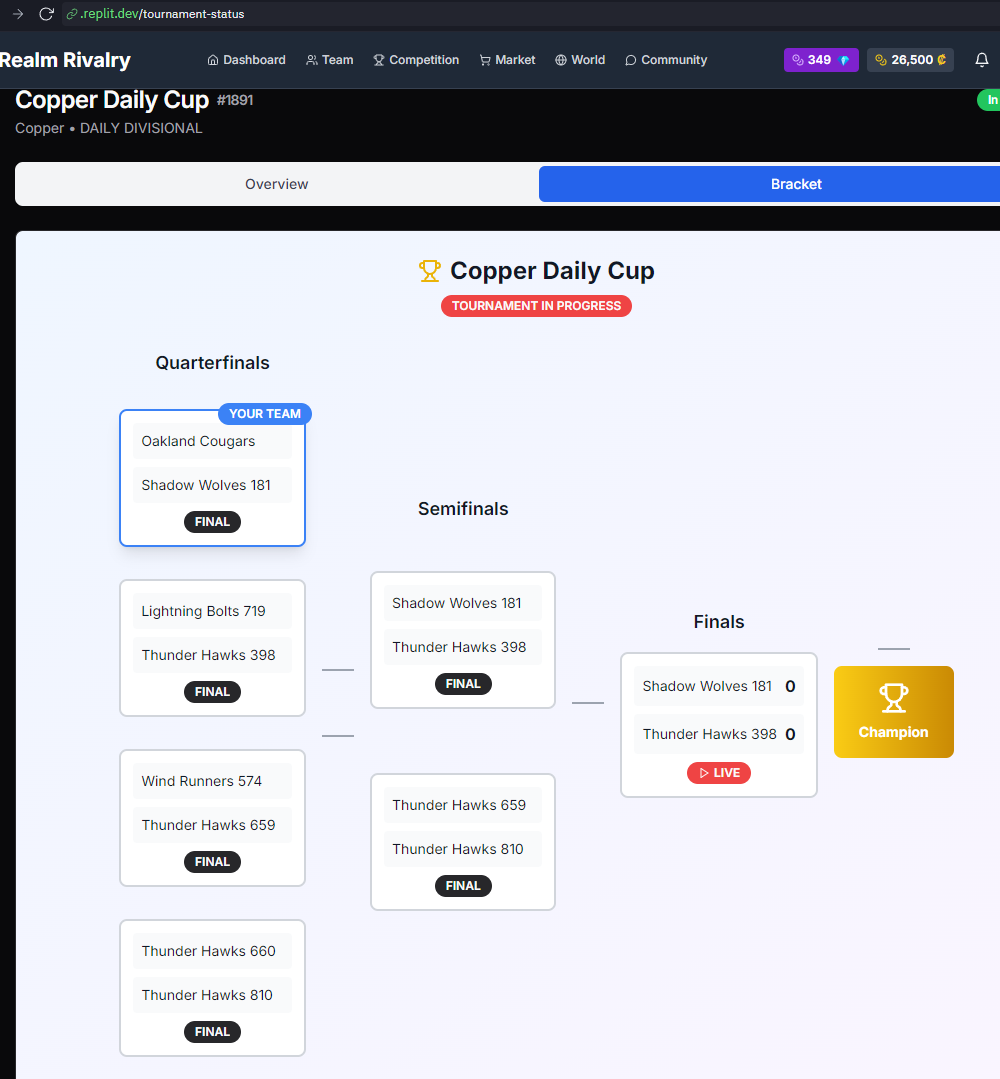 .replit.dev/tournament-status
Realm Rivalry
Dashboard
Team
Competition
Market
World
Community
349
26,500 ₡
Copper Daily Cup #1891
In
Copper • DAILY DIVISIONAL
Overview
Bracket
Copper Daily Cup
TOURNAMENT IN PROGRESS
Quarterfinals
YOUR TEAM
Oakland Cougars
Shadow Wolves 181
FINAL
Lightning Bolts 719
Thunder Hawks 398
FINAL
Wind Runners 574
Thunder Hawks 659
FINAL
Thunder Hawks 660
Thunder Hawks 810
FINAL
Semifinals
Shadow Wolves 181
Thunder Hawks 398
FINAL
Thunder Hawks 659
Thunder Hawks 810
FINAL
Finals
Shadow Wolves 181 0
Thunder Hawks 398 0
LIVE
Champion